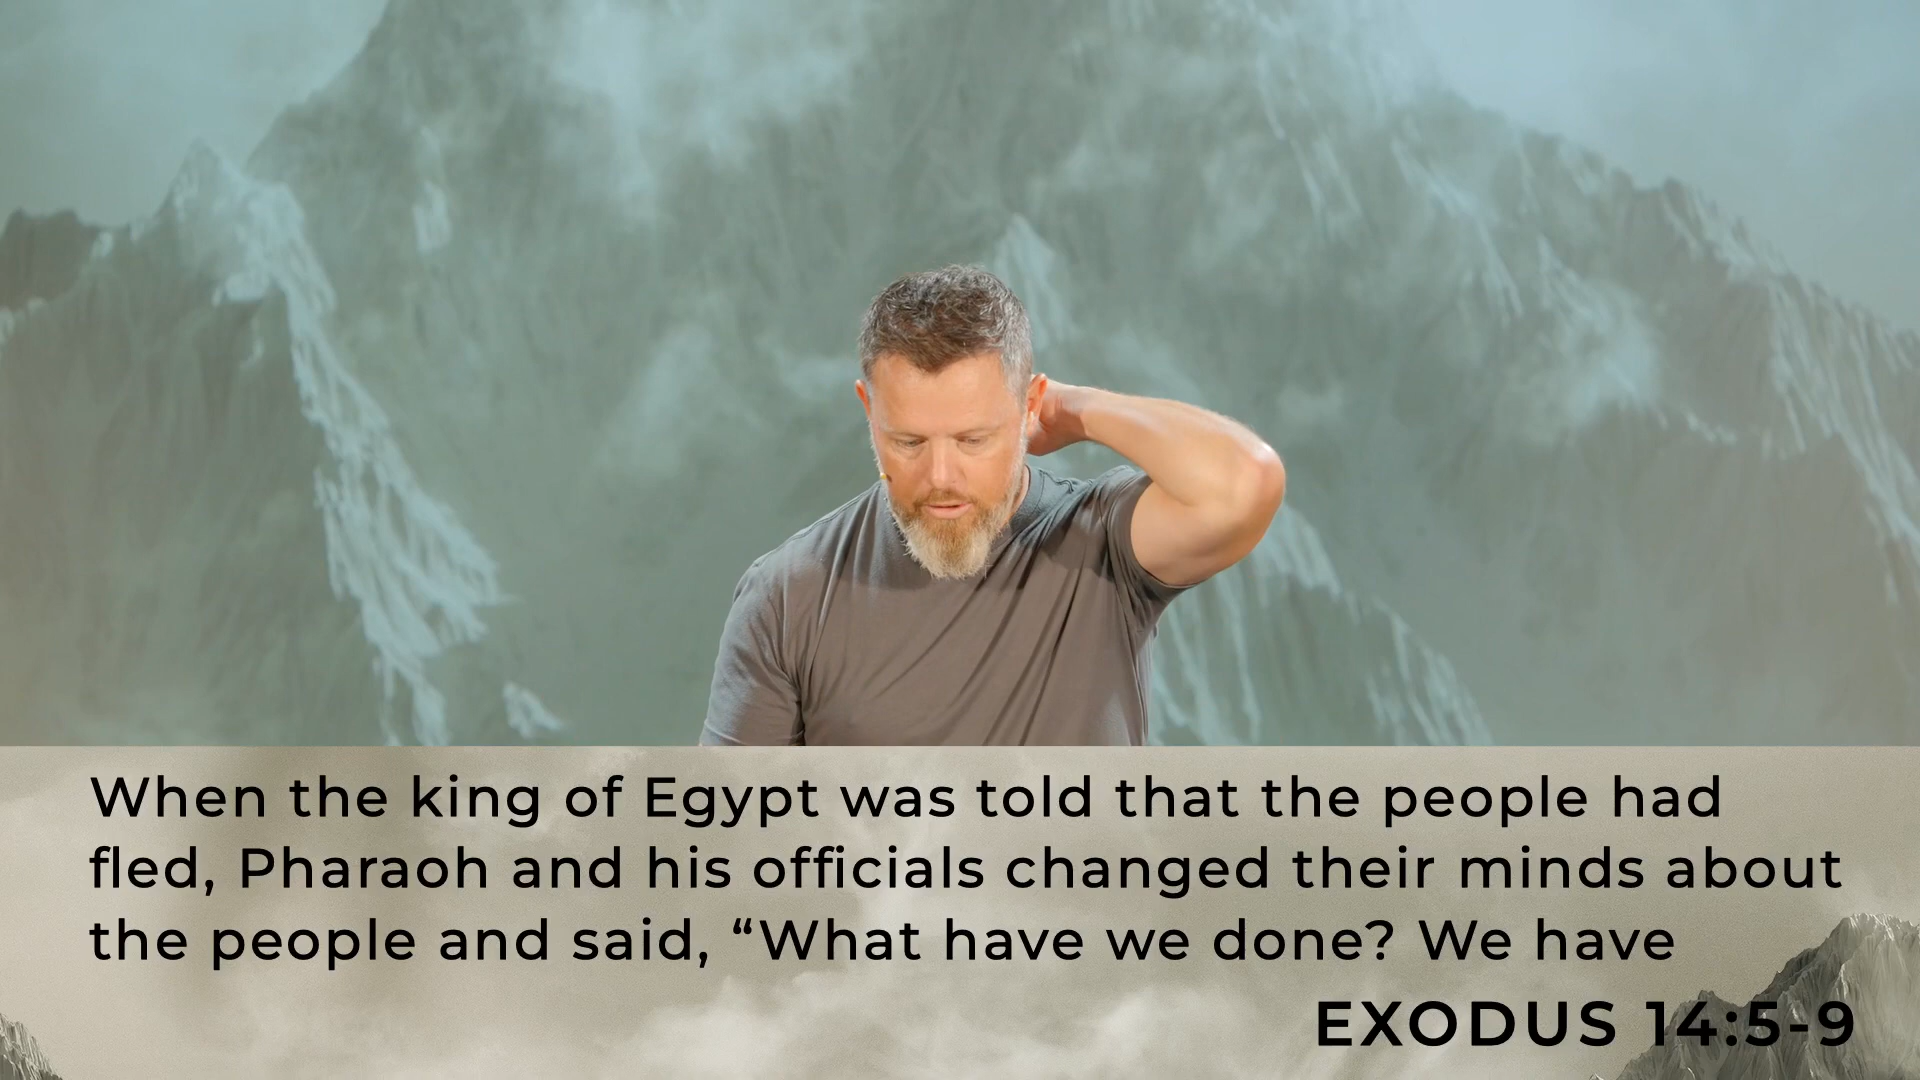 When the king of Egypt was told that the people had
fled, Pharaoh and his officials changed their minds about
the people and said, “What have we done? We have
EXODUS 14:5-9